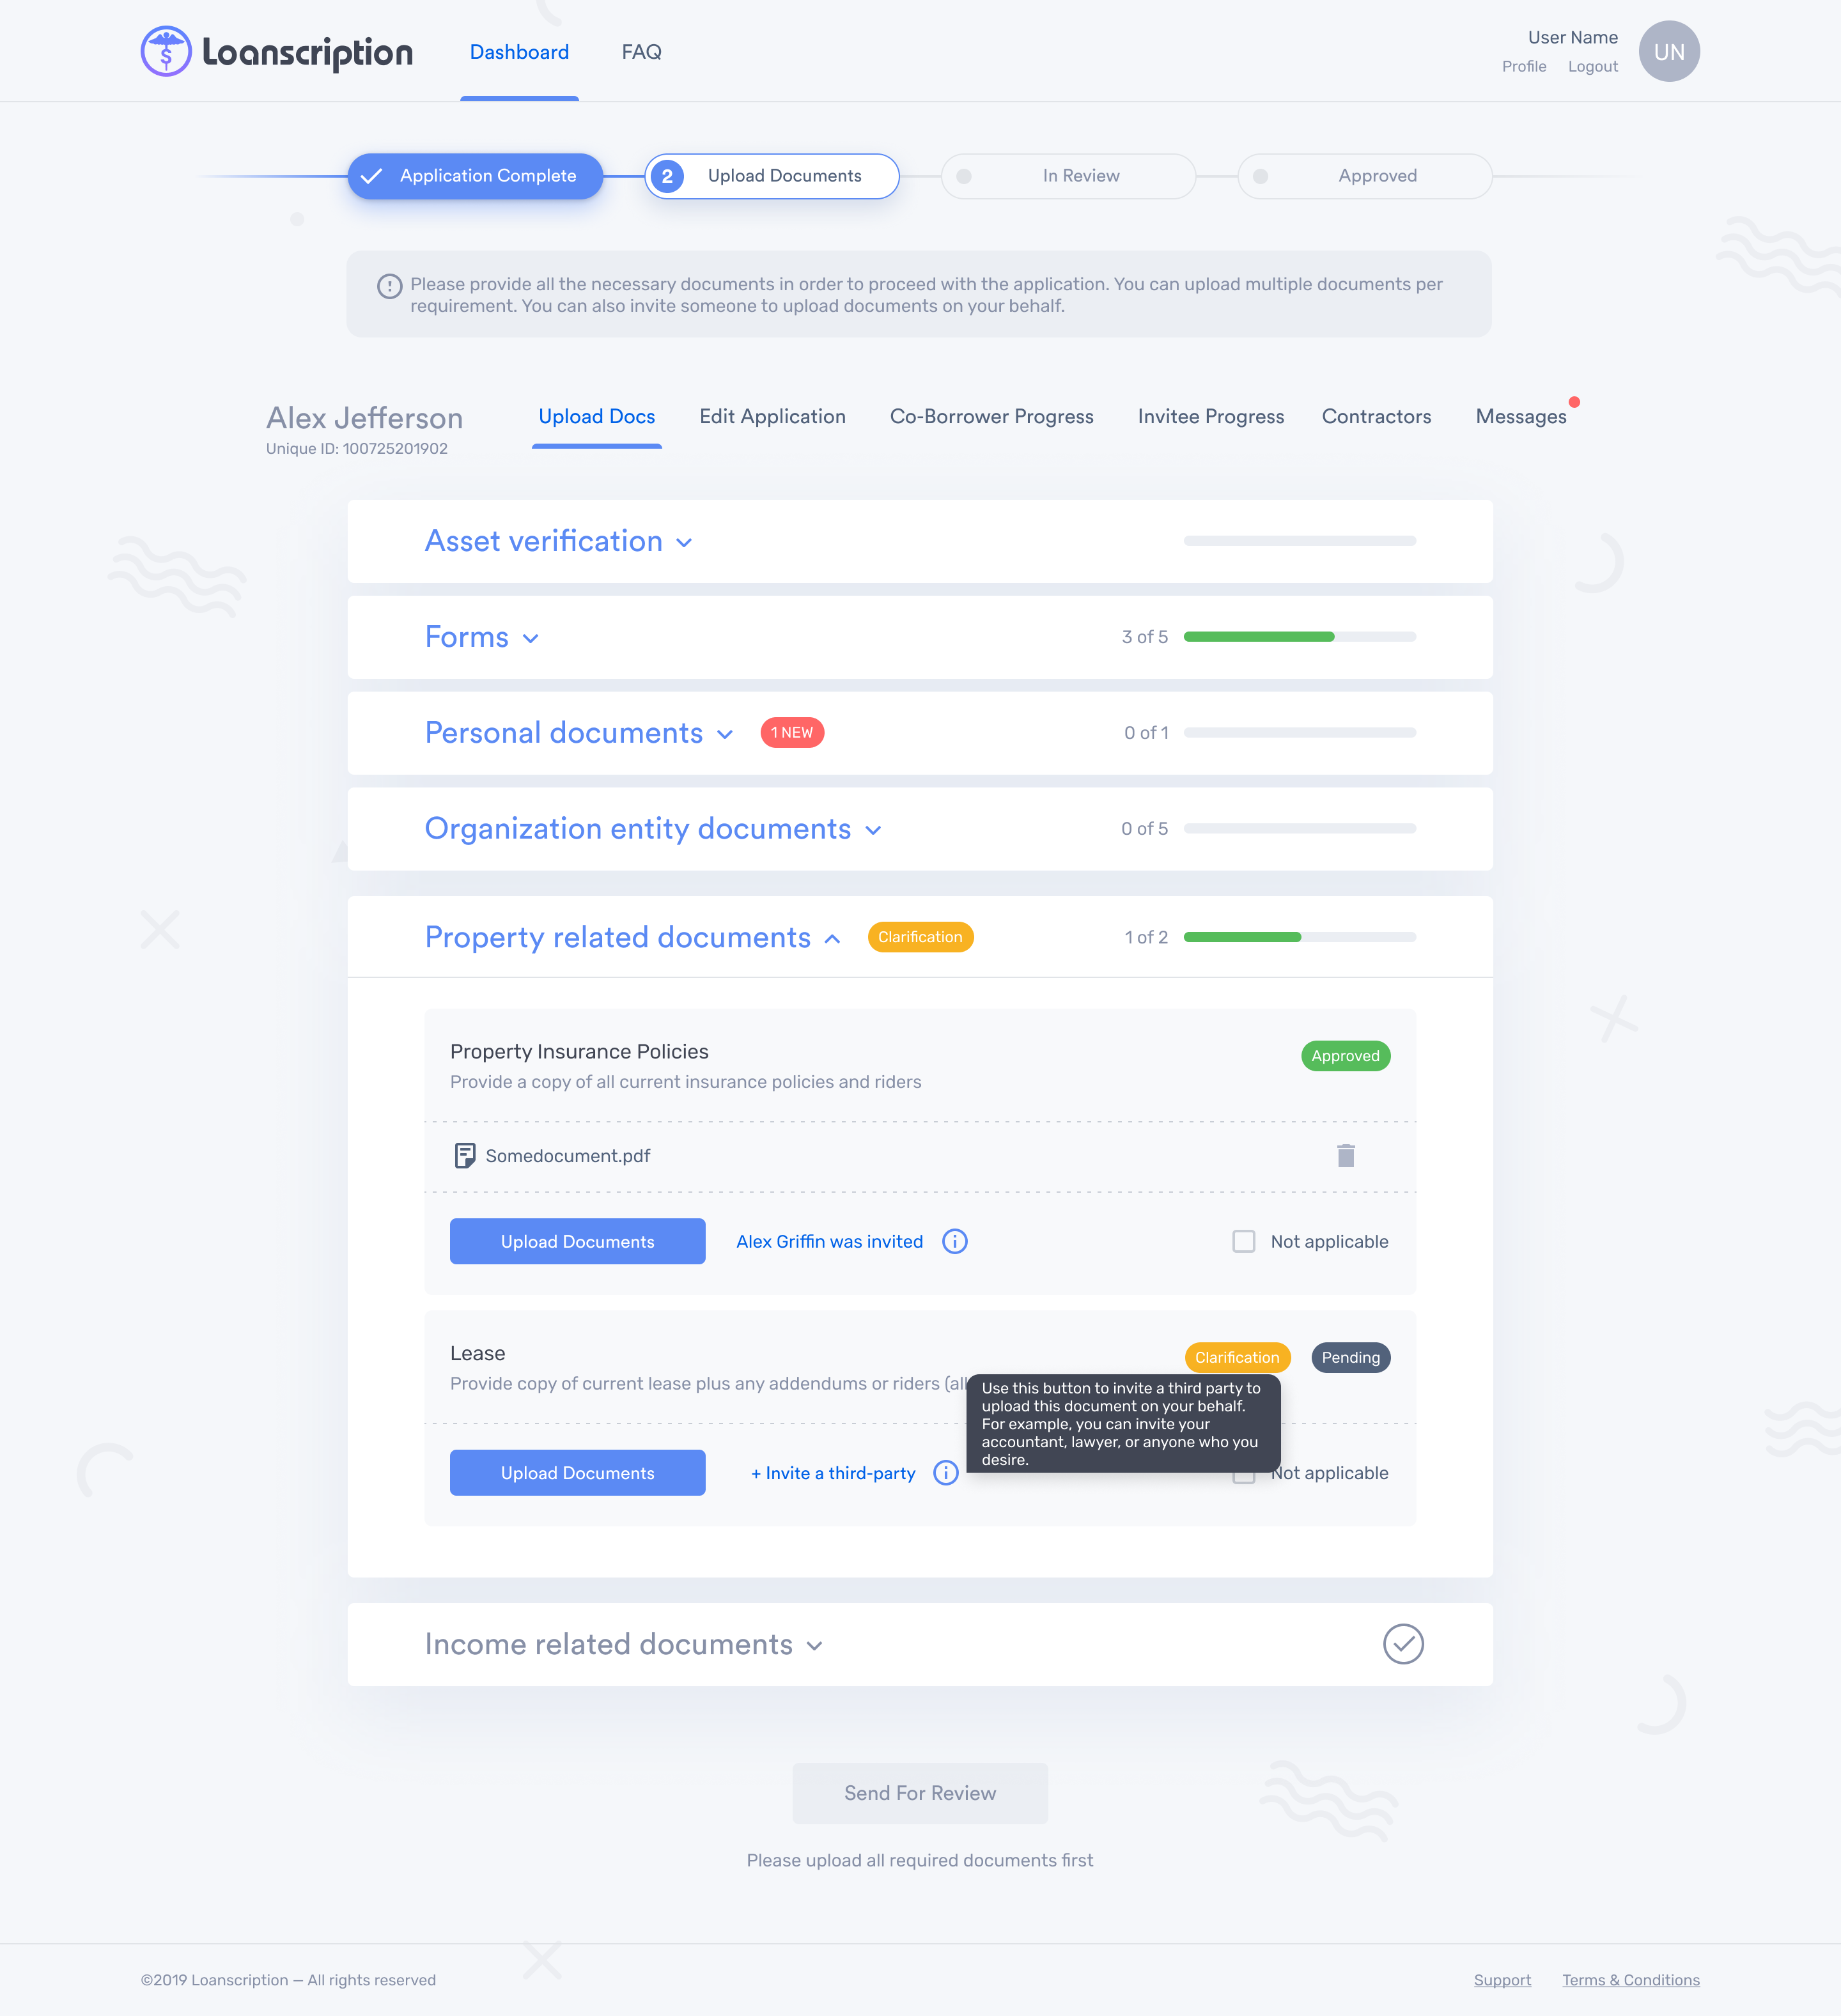 Loanscription
Dashboard
FAQ
User Name
Profile
Logout
UN
Application Complete
2
Upload Documents
In Review
Approved
Please provide all the necessary documents in order to proceed with the application. You can upload multiple documents per
requirement. You can also invite someone to upload documents on your behalf.
Alex Jefferson
Unique ID: 100725201902
Upload Docs
Edit Application
Co-Borrower Progress
Invitee Progress
Contractors
Messages
Asset verification
Forms
3 of 5
Personal documents
1 NEW
0 of 1
Organization entity documents
0 of 5
Property related documents
Clarification
1 of 2
Property Insurance Policies
Approved
Provide a copy of all current insurance policies and riders
Somedocument.pdf
Upload Documents
Alex Griffin was invited
Not applicable
Lease
Clarification
Pending
Provide copy of current lease plus any addendums or riders (all
Use this button to invite a third party to
upload this document on your behalf.
For example, you can invite your
accountant, lawyer, or anyone who you
desire.
Upload Documents
+ Invite a third-party
Not applicable
Income related documents
Send For Review
Please upload all required documents first
©2019 Loanscription — All rights reserved
Support
Terms & Conditions